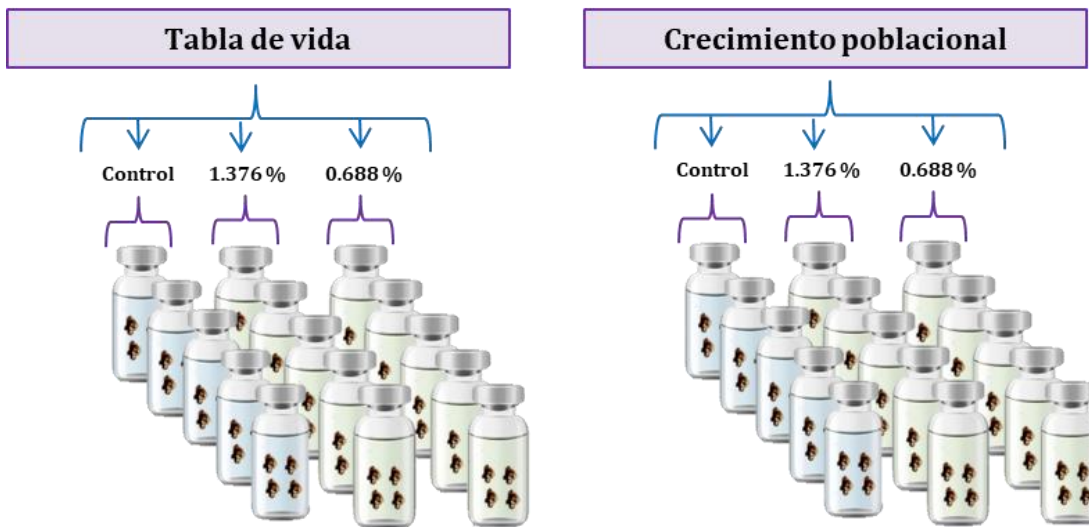 Tabla de vida
Control 1.376 % 0.688 %
Crecimiento poblacional
Control 1.376 % 0.688 %